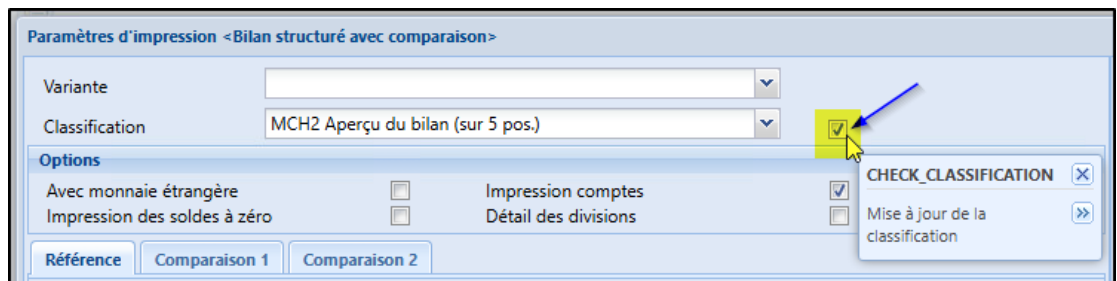 Paramètres d'impression <Bilan structuré avec comparaison>
Variante
Classification MCH2 Aperçu du bilan (sur 5 pos.)
Options
Avec monnaie étrangère Impression comptes
Impression des soldes à zéro Détail des divisions
CHECK_CLASSIFICATION
Mise à jour de la
classification
Référence Comparaison 1 Comparaison 2